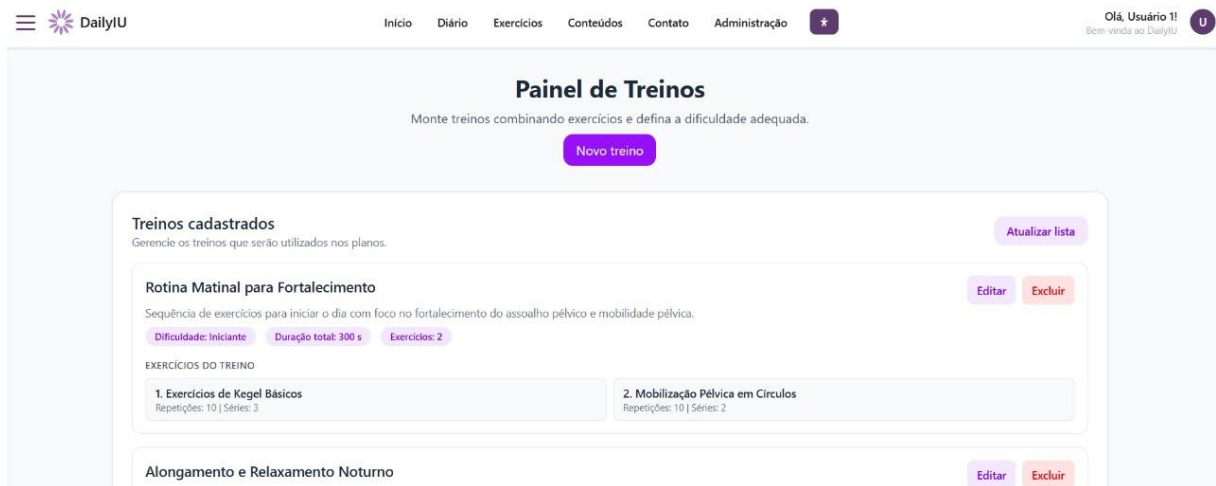 DailyIU
Início Diário Exercícios Conteúdos Contato Administração
Olá, Usuário 1!
Bem-vinda ao DailyIU
U
Painel de Treinos
Monte treinos combinando exercícios e defina a dificuldade adequada.
Novo treino
Treinos cadastrados
Gerencie os treinos que serão utilizados nos planos.
Atualizar lista
Rotina Matinal para Fortalecimento
Editar Excluir
Sequência de exercícios para iniciar o dia com foco no fortalecimento do assoalho pélvico e mobilidade pélvica.
Dificuldade: Iniciante Duração total: 300 s Exercícios: 2
EXERCÍCIOS DO TREINO
1. Exercícios de Kegel Básicos
Repetições: 10 | Séries: 3
2. Mobilização Pélvica em Círculos
Repetições: 10 | Séries: 2
Alongamento e Relaxamento Noturno
Editar Excluir